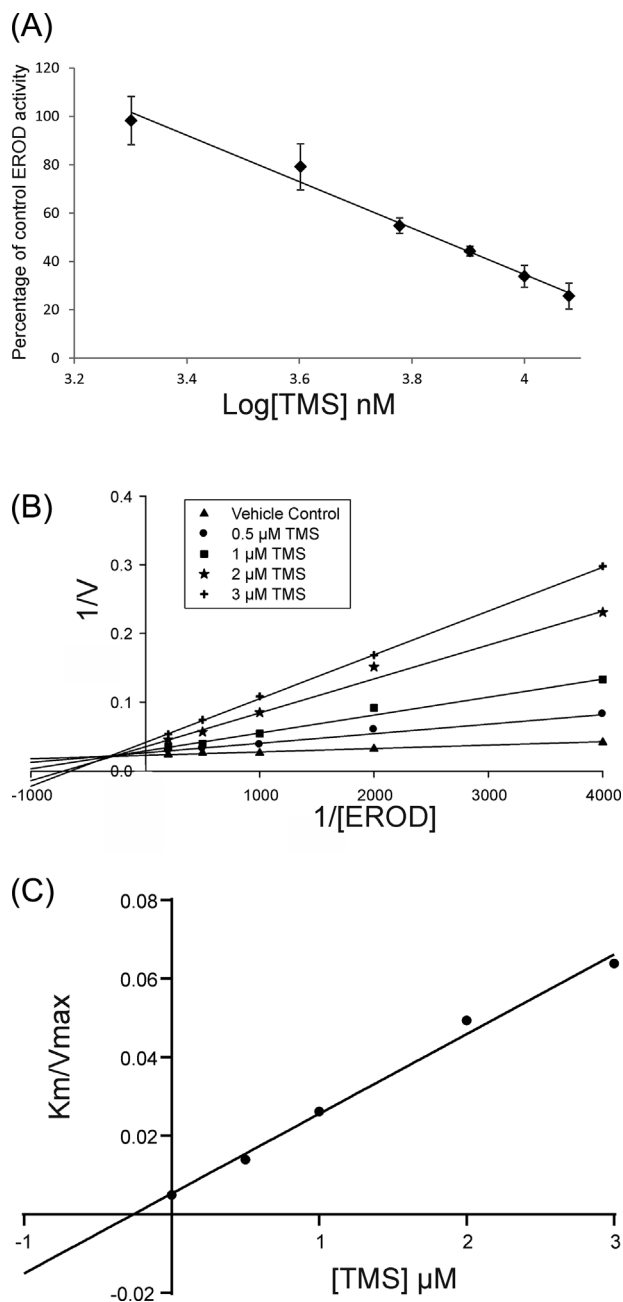 (A)
Percentage of control EROD activity
120
100
80
60
40
20
0
3.2
3.4
3.6
3.8
4
Log[TMS] nM
(B)
1/V
0.4
0.3
0.2
0.1
0.0
Vehicle Control
0.5 µM TMS
1 µM TMS
2 µM TMS
3 µM TMS
-1000
1000
2000
3000
4000
1/[EROD]
(C)
Km/Vmax
0.08
0.06
0.04
0.02
-0.02
-1
1
2
3
[TMS] µM